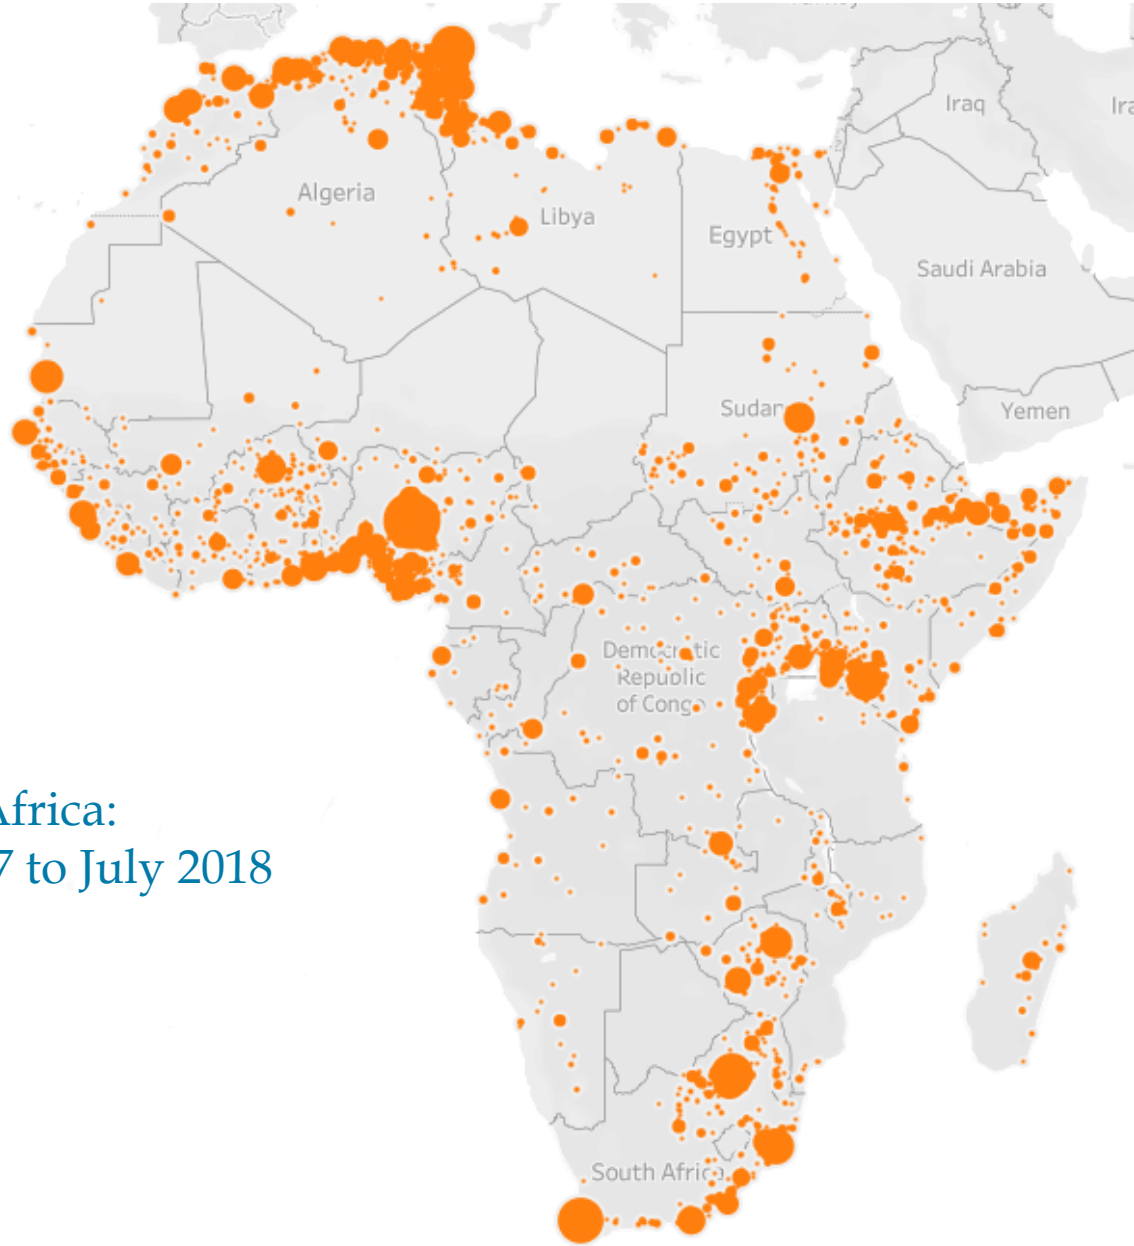 Iraq
Algeria
Libya
Egypt
Saudi Arabia
Sudan
Yemen
Democratic
Republic
of Congo
Africa:
7 to July 2018
South Africa